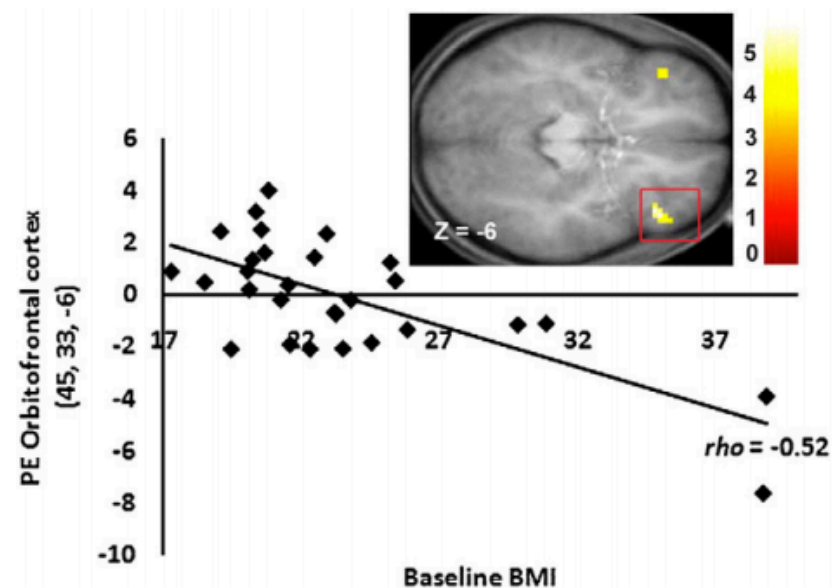 5
4
3
2
1
0
Z = -6
6
4
2
0
-2
-4
-6
-8
-10
17 22 27 32 37
PE Orbitofrontal cortex
(45, 33, -6)
rho = -0.52
Baseline BMI